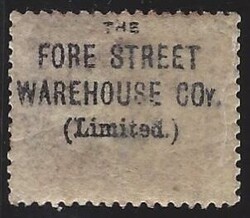 THE
FORE STREET
WAREHOUSE COY.
(Limited.)